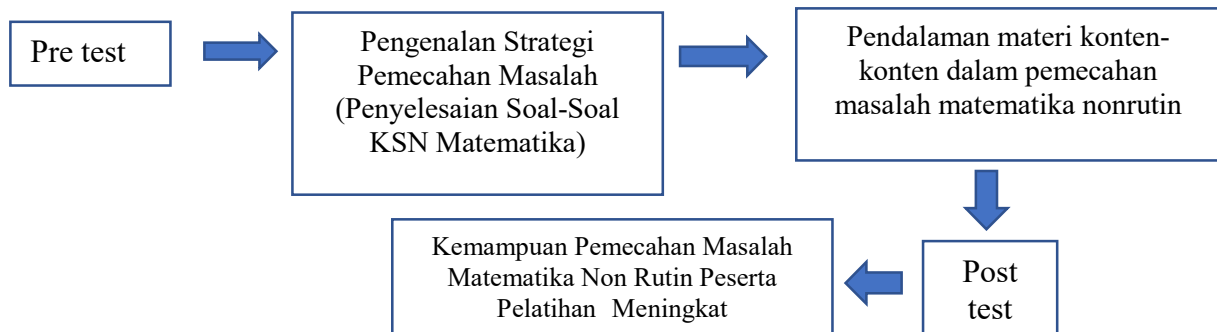 Pre test
Pengenalan Strategi
Pemecahan Masalah
(Penyelesaian Soal-Soal
KSN Matematika)
Pendalaman materi konten-
konten dalam pemecahan
masalah matematika nonrutin
Post
test
Kemampuan Pemecahan Masalah
Matematika Non Rutin Peserta
Pelatihan Meningkat